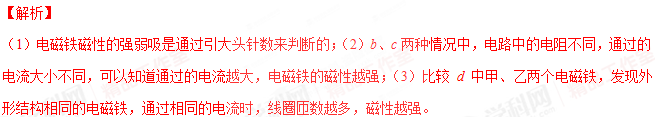 【解析】
（1）电磁铁磁性的强弱吸是通过引大头针数来判断的；（2）b、c 两种情况中，电路中的电阻不同，通过的
电流大小不同，可以知道通过的电流越大，电磁铁的磁性越强；（3）比较 d 中甲、乙两个电磁铁，发现外
形结构相同的电磁铁，通过相同的电流时，线圈匝数越多，磁性越强。